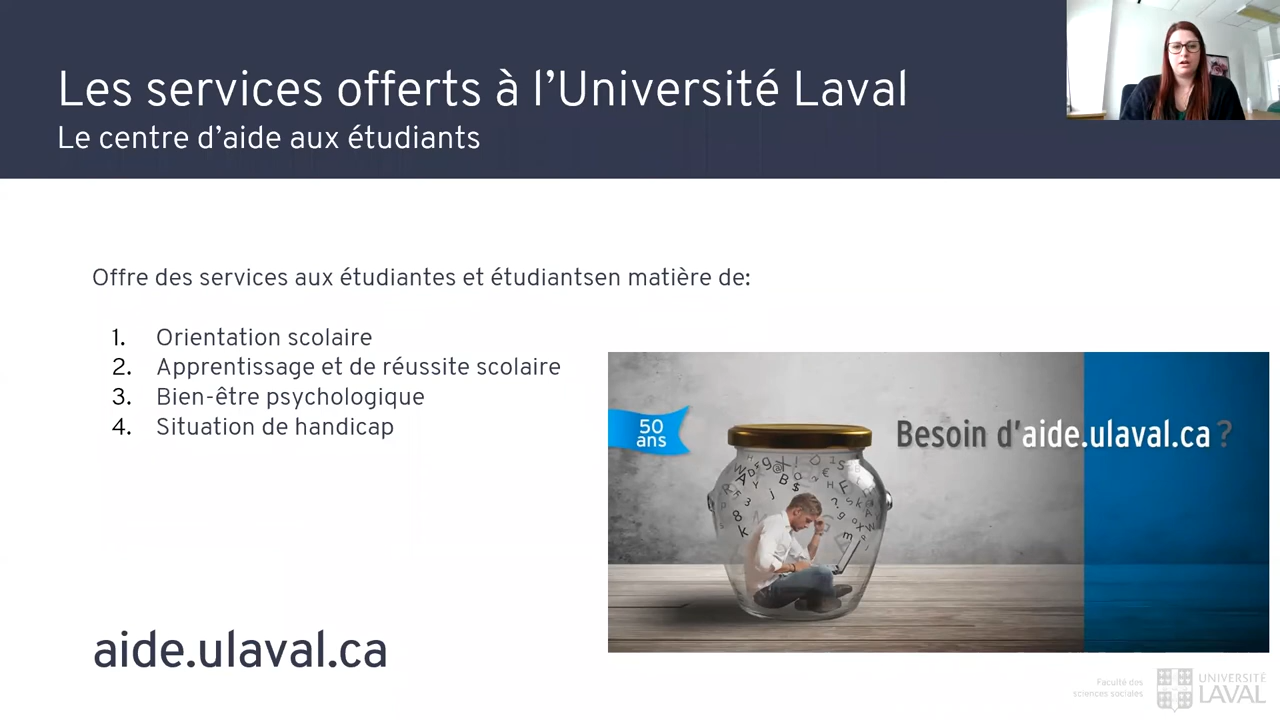 Les services offerts à l'Université Laval
Le centre d'aide aux étudiants
Offre des services aux étudiantes et étudiantsen matière de:
1. Orientation scolaire
2. Apprentissage et de réussite scolaire
3. Bien-être psychologique
4. Situation de handicap
50
ans
Besoin d'aide.ulaval.ca ?
aide.ulaval.ca
Faculté des
sciences sociales
UNIVERSITÉ
LAVAL